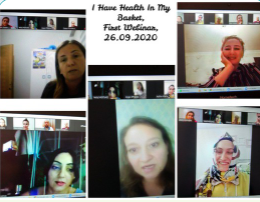 I Have Health In My
Basket,
First Webinar,
26.09.2020